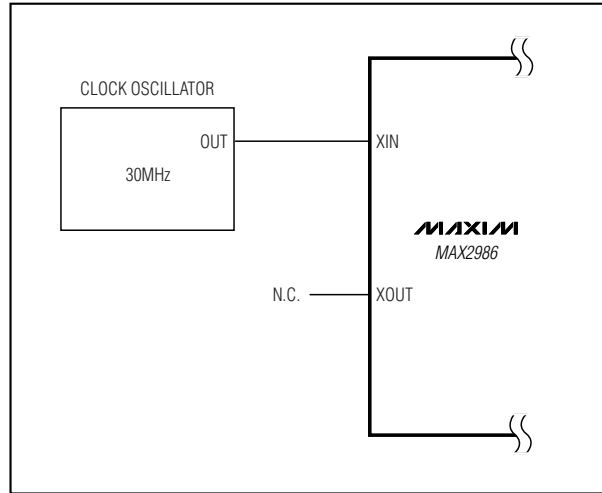 CLOCK OSCILLATOR
OUT
XIN
30MHz
MAXIM
MAX2986
N.C.
XOUT